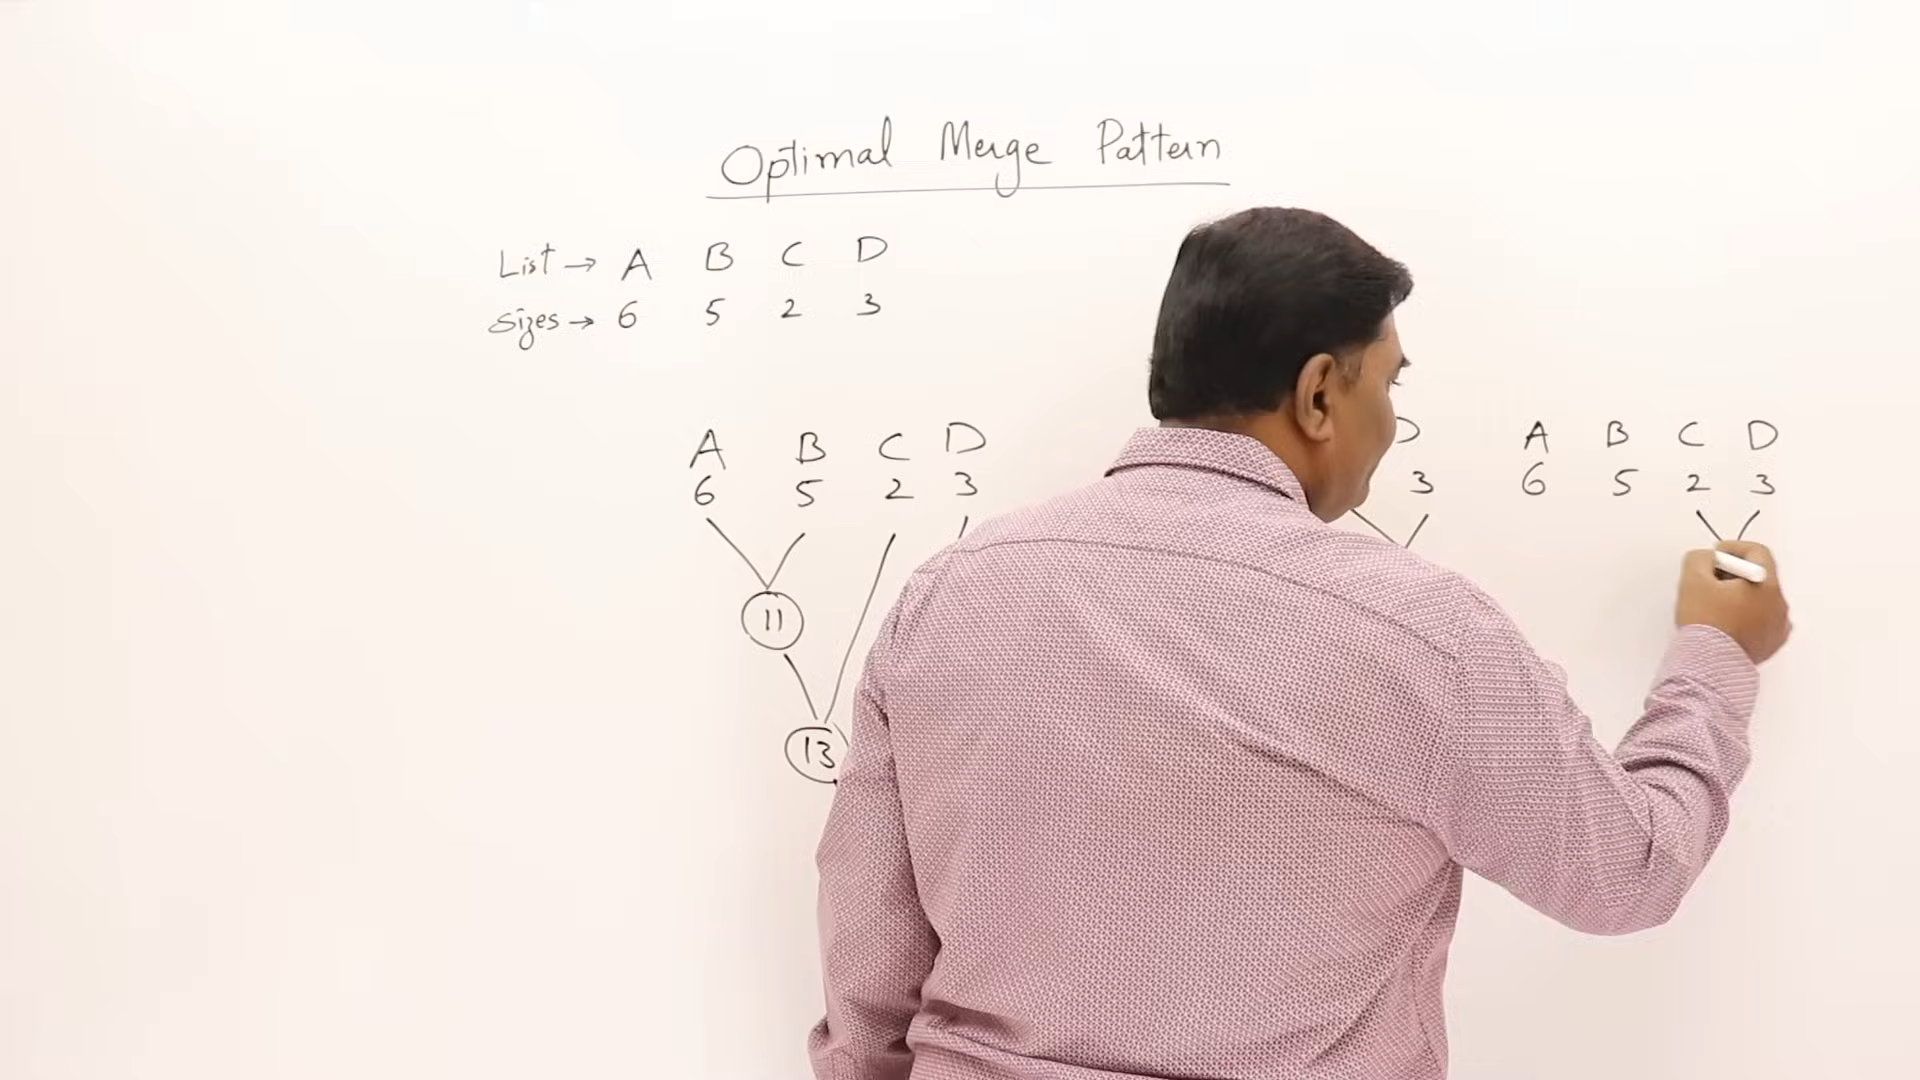 Optimal Merge Pattern
List → A B C D
Sizes → 6 5 2 3
A B C D
6 5 2 3
11
13
D
3
A B C D
6 5 2 3